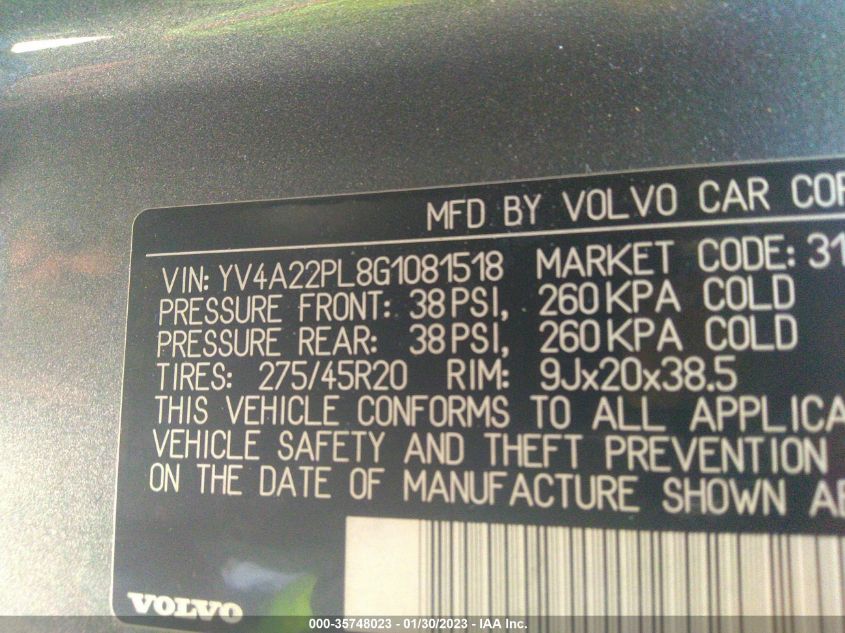 MFD BY VOLVO CAR COR
VIN: YV4A22PL8G1081518 MARKET CODE: 31
PRESSURE FRONT: 38 PSI, 260 KPA COLD
PRESSURE REAR: 38 PSI, 260 KPA COLD
TIRES: 275/45R20 RIM: 9Jx20x38.5
THIS VEHICLE CONFORMS TO ALL APPLICA
VEHICLE SAFETY AND THEFT PREVENTION
ON THE DATE OF MANUFACTURE SHOWN AB
VOLVO
000-35748023 - 01/30/2023 - IAA Inc.